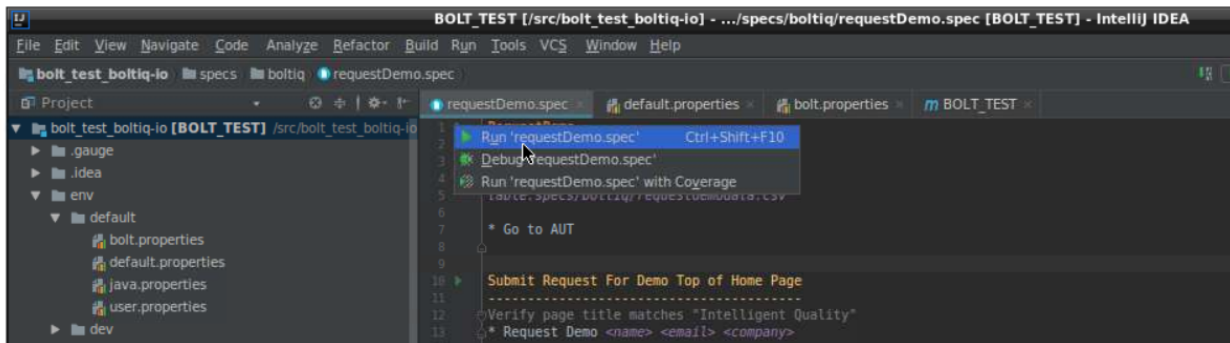 BOLT_TEST [/src/bolt_test_boltiq-io] - .../specs/boltiq/requestDemo.spec [BOLT_TEST] - IntelliJ IDEA
File Edit View Navigate Code Analyze Refactor Build Run Tools VCS Window Help
bolt_test_boltiq-io specs boltiq requestDemo.spec
Project
requestDemo.spec default.properties bolt.properties m BOLT_TEST
bolt_test_boltiq-io [BOLT_TEST] /src/bolt_test_boltiq-io
.gauge
.idea
env
default
bolt.properties
default.properties
java.properties
user.properties
dev
1
2
Run 'requestDemo.spec' Ctrl+Shift+F10
3
Debug 'requestDemo.spec'
4
Run 'requestDemo.spec' with Coverage
5 table:specs/boltiq/requestdemodata.csv
6
7 * Go to AUT
8
9
10 Submit Request For Demo Top of Home Page
11 ----------------------------------------
12 Verify page title matches "Intelligent Quality"
13 * Request Demo <name> <email> <company>